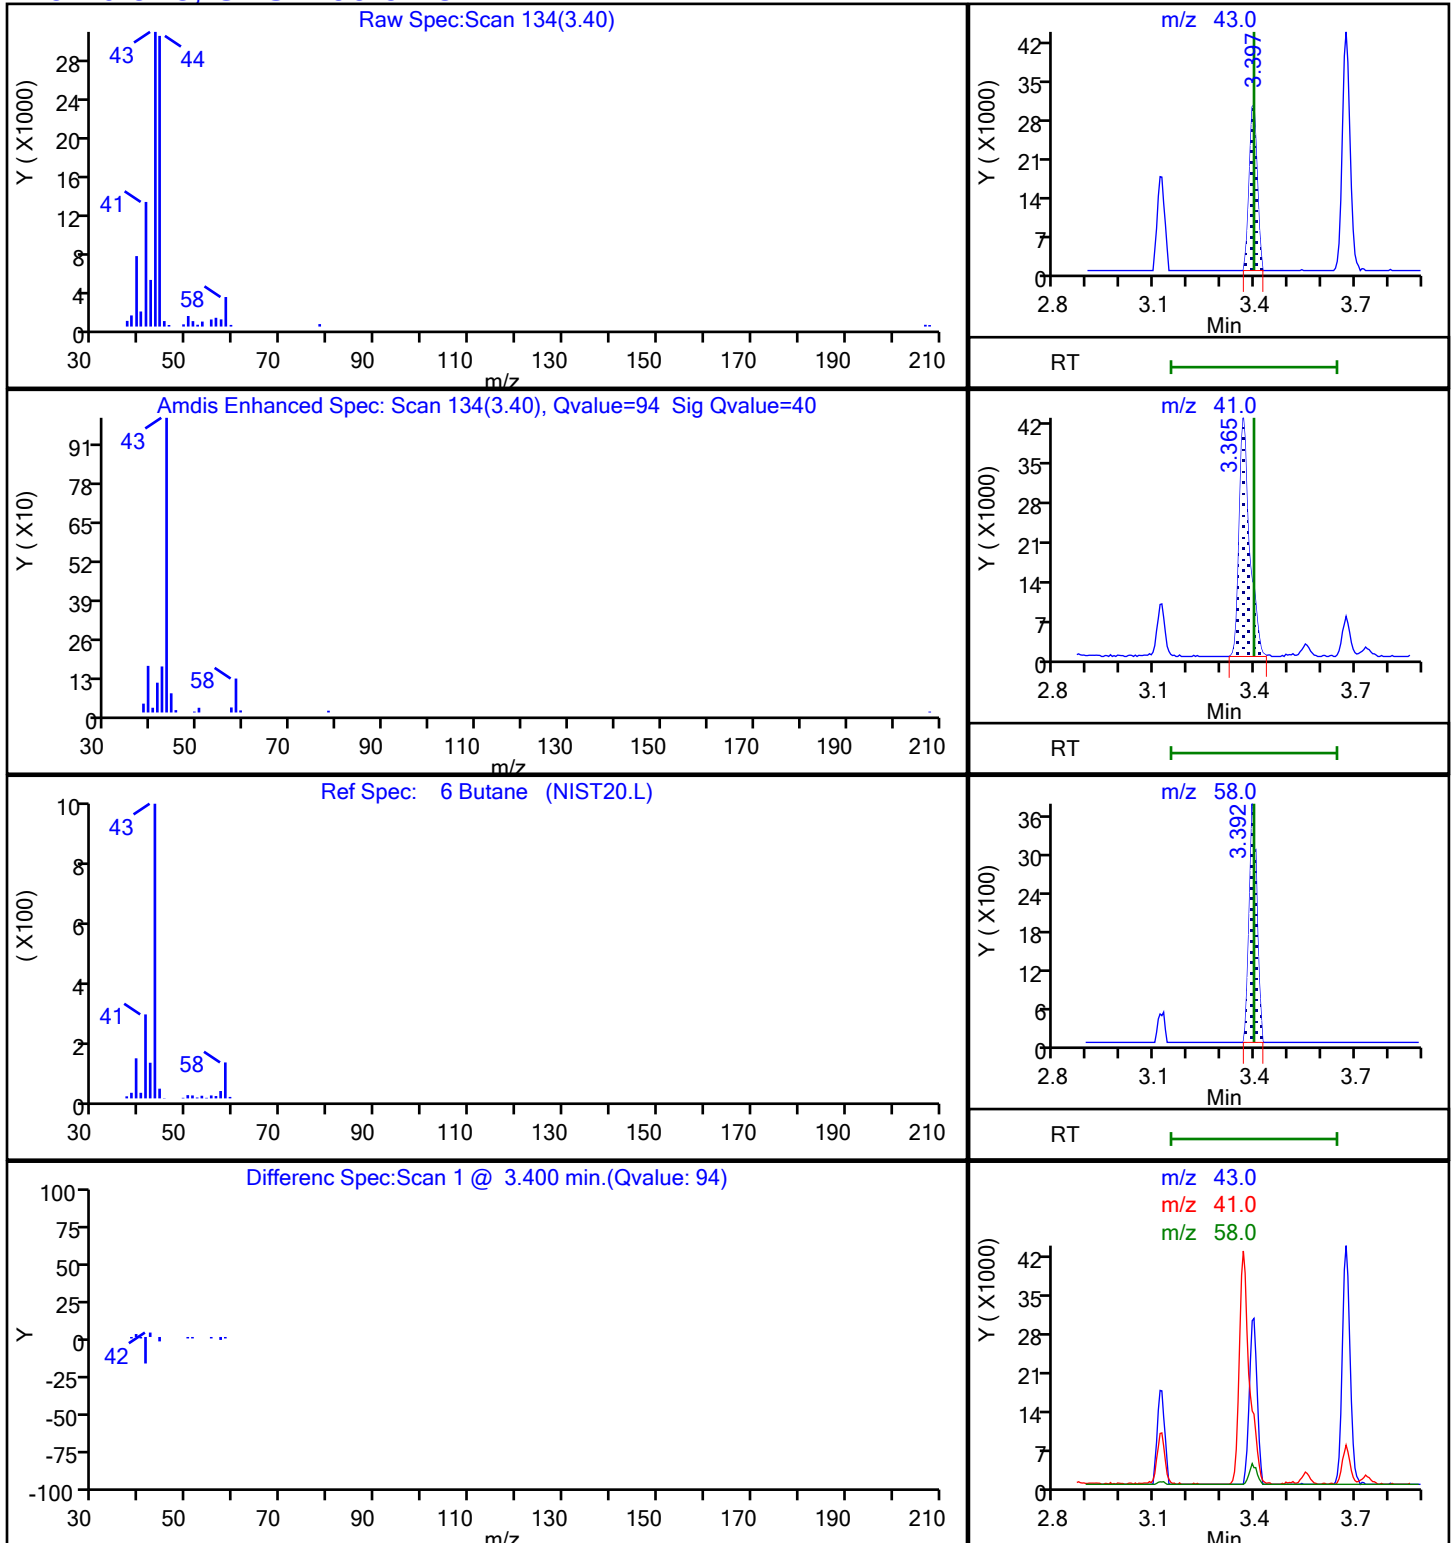 Raw Spec:Scan 134(3.40)
43
44
41
58
Y ( X1000)
28
24
20
16
12
8
4
0
30 50 70 90 110 130 150 170 190 210
m/z
m/z 43.0
3.397
Y ( X1000)
42
35
28
21
14
7
0
2.8 3.1 3.4 3.7
Min
RT
Amdis Enhanced Spec: Scan 134(3.40), Qvalue=94 Sig Qvalue=40
43
58
Y ( X10)
91
78
65
52
39
26
13
0
30 50 70 90 110 130 150 170 190 210
m/z
m/z 41.0
3.365
Y ( X1000)
42
35
28
21
14
7
0
2.8 3.1 3.4 3.7
Min
RT
Ref Spec: 6 Butane (NIST20.L)
43
41
58
( X100)
10
8
6
4
2
0
30 50 70 90 110 130 150 170 190 210
m/z 58.0
3.392
Y ( X100)
36
30
24
18
12
6
0
2.8 3.1 3.4 3.7
Min
RT
Differenc Spec:Scan 1 @ 3.400 min.(Qvalue: 94)
42
Y
100
75
50
25
0
-25
-50
-75
-100
30 50 70 90 110 130 150 170 190 210
m/z
m/z 43.0
m/z 41.0
m/z 58.0
Y ( X1000)
42
35
28
21
14
7
0
2.8 3.1 3.4 3.7
Min